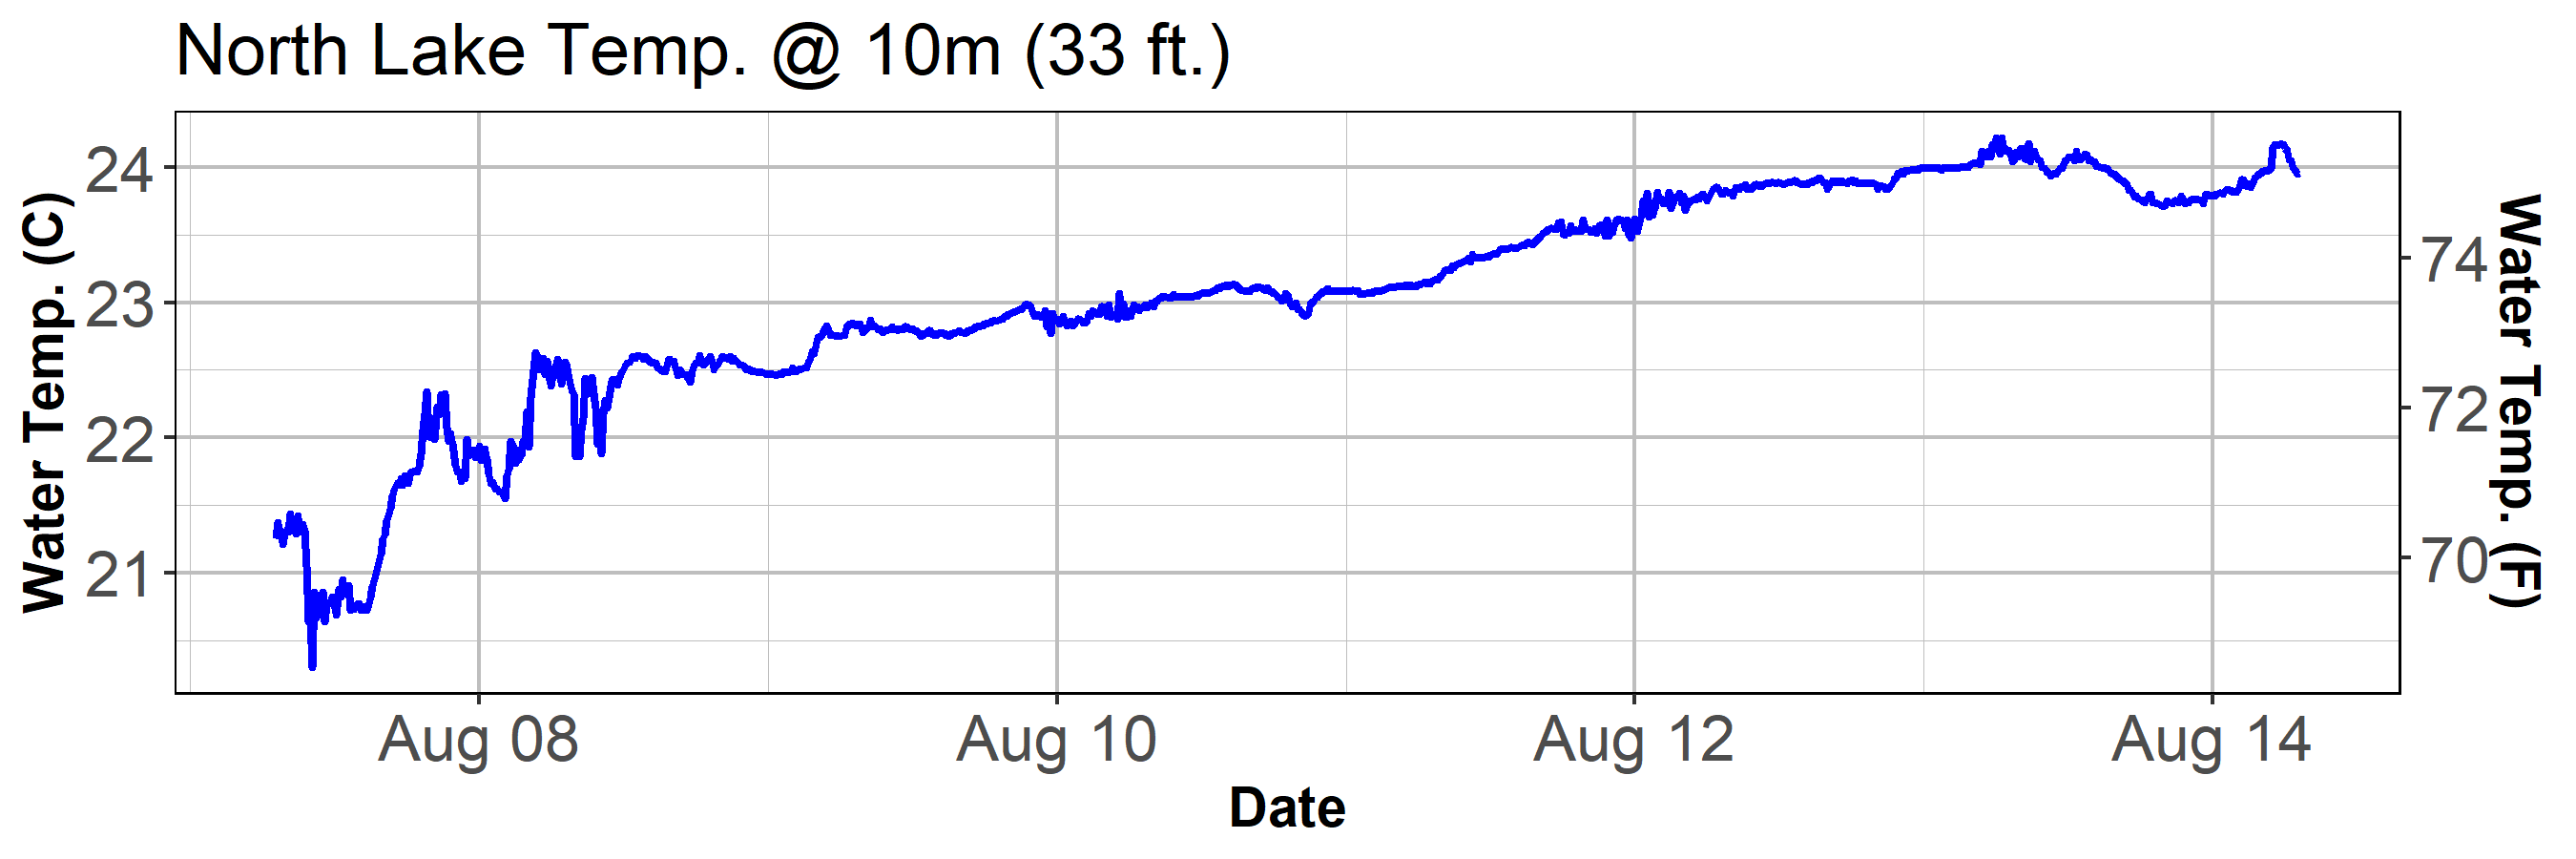 North Lake Temp. @ 10m (33 ft.)
Water Temp. (C)
24
23
22
21
74
72
70
Water Temp. (F)
Aug 08 Aug 10 Aug 12 Aug 14
Date